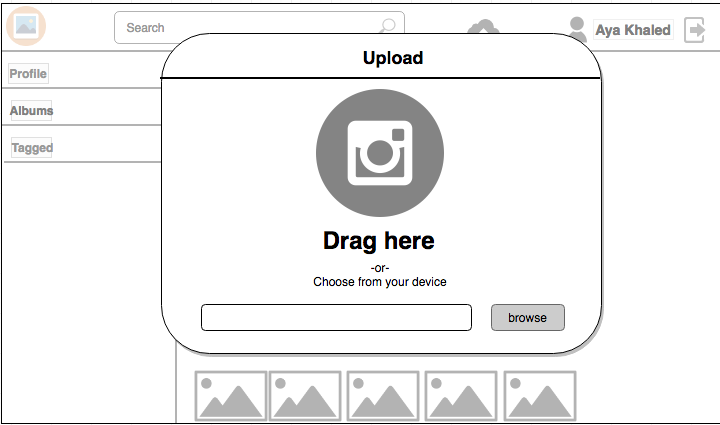 Search
Aya Khaled
Upload
Profile
Albums
Tagged
Drag here
-or-
Choose from your device
browse